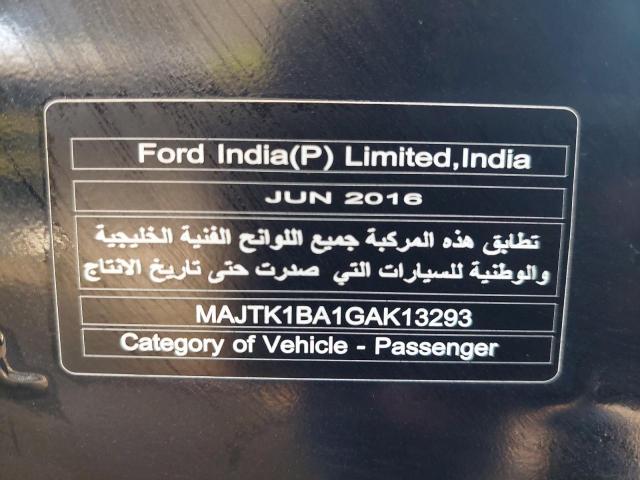 Ford India(P) Limited,India
JUN 2016
تطابق هذه المركبة جميع اللوائح الفنية الخليجية
والوطنية للسيارات التي صدرت حتى تاريخ الانتاج
MAJTK1BA1GAK13293
Category of Vehicle - Passenger